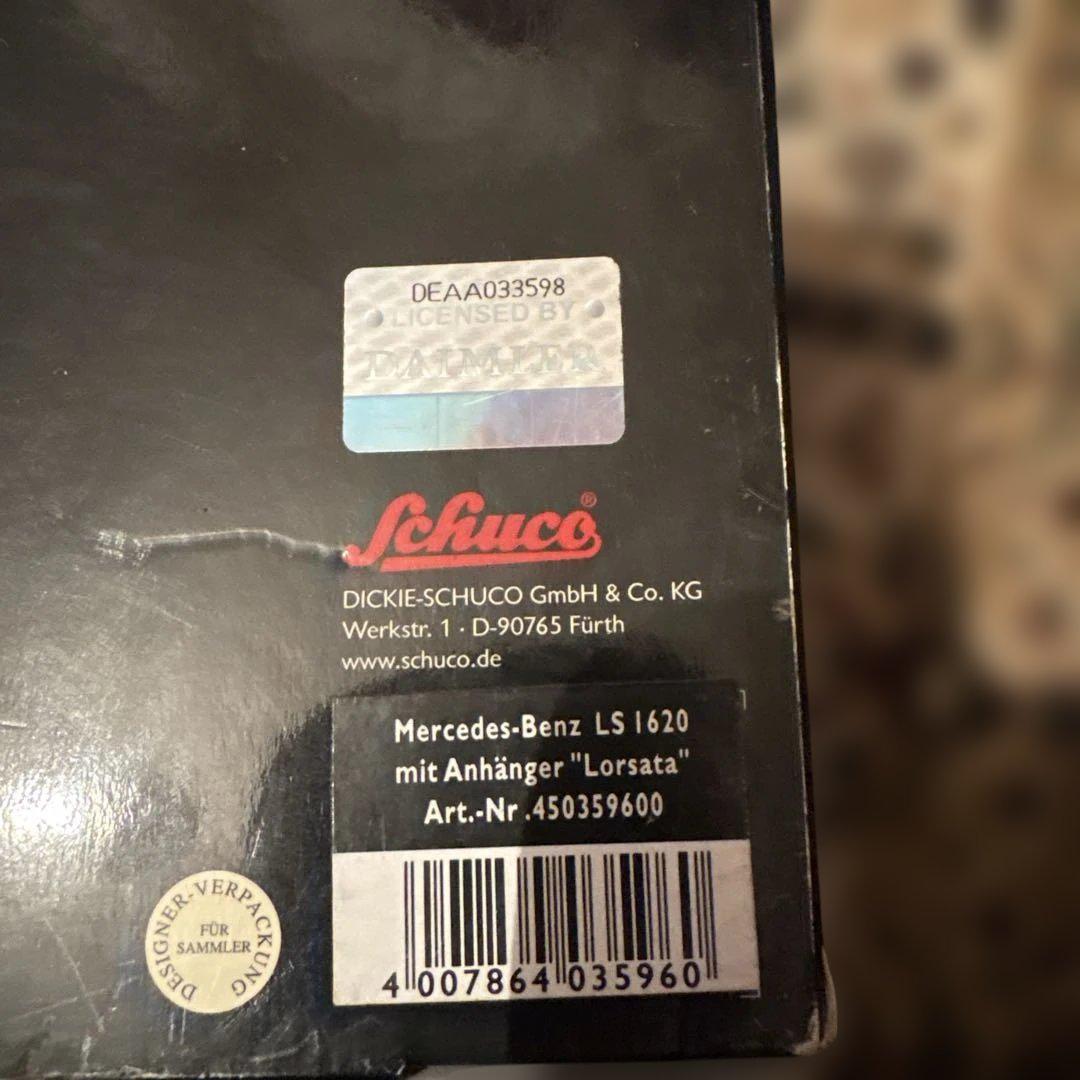 DEAA033598
LICENSED BY
DAIMLER
Schuco®
DICKIE-SCHUCO GmbH & Co. KG
Werkstr. 1 · D-90765 Fürth
www.schuco.de
Mercedes-Benz LS 1620
mit Anhänger "Lorsata"
Art.-Nr.450359600
4 007864 035960
DESIGNER-VERPACKUNG
FÜR
SAMMLER